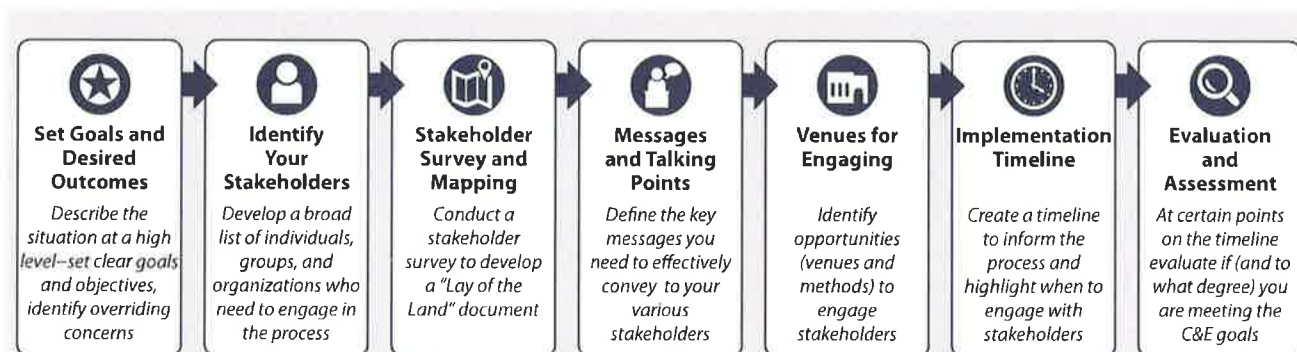 Set Goals and
Desired
Outcomes
Describe the
situation at a high
level–set clear goals
and objectives,
identify overriding
concerns
Identify
Your
Stakeholders
Develop a broad
list of individuals,
groups, and
organizations who
need to engage in
the process
Stakeholder
Survey and
Mapping
Conduct a
stakeholder
survey to develop
a "Lay of the
Land" document
Messages
and Talking
Points
Define the key
messages you
need to effectively
convey to your
various
stakeholders
Venues for
Engaging
Identify
opportunities
(venues and
methods) to
engage
stakeholders
Implementation
Timeline
Create a timeline
to inform the
process and
highlight when to
engage with
stakeholders
Evaluation
and
Assessment
At certain points
on the timeline
evaluate if (and to
what degree) you
are meeting the
C&E goals